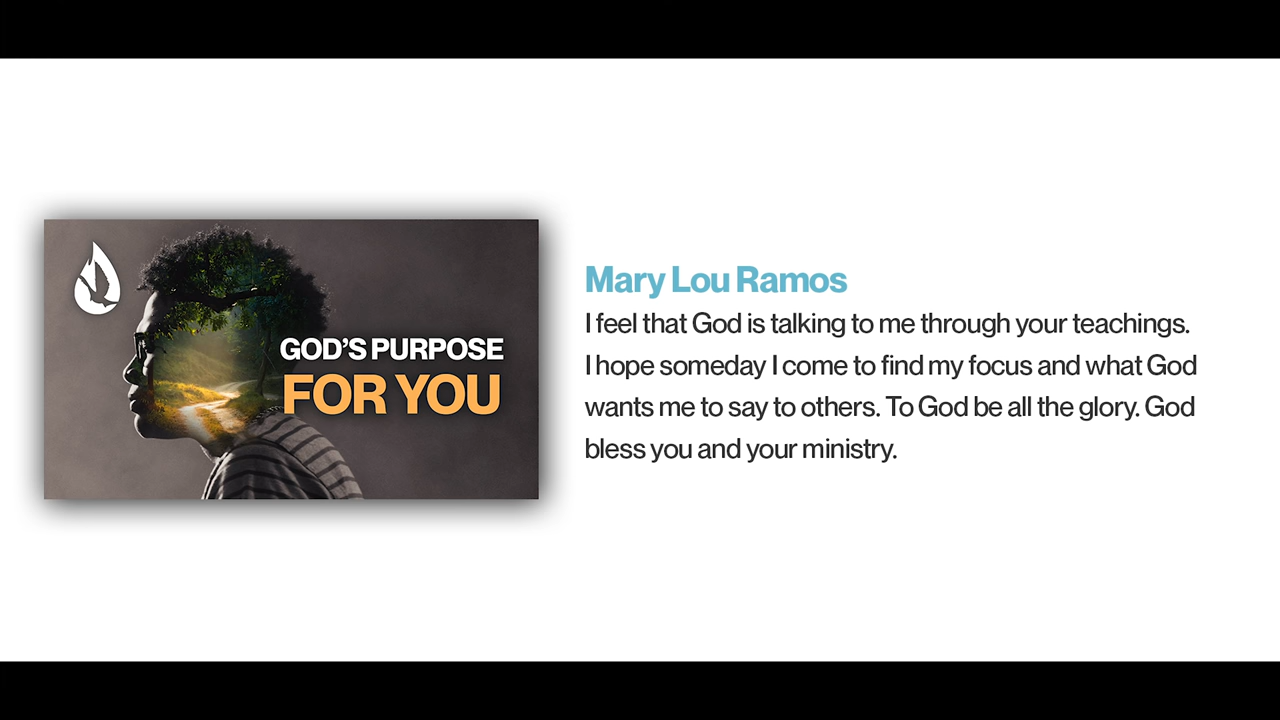 GOD'S PURPOSE
FOR YOU
Mary Lou Ramos
I feel that God is talking to me through your teachings.
I hope someday I come to find my focus and what God
wants me to say to others. To God be all the glory. God
bless you and your ministry.